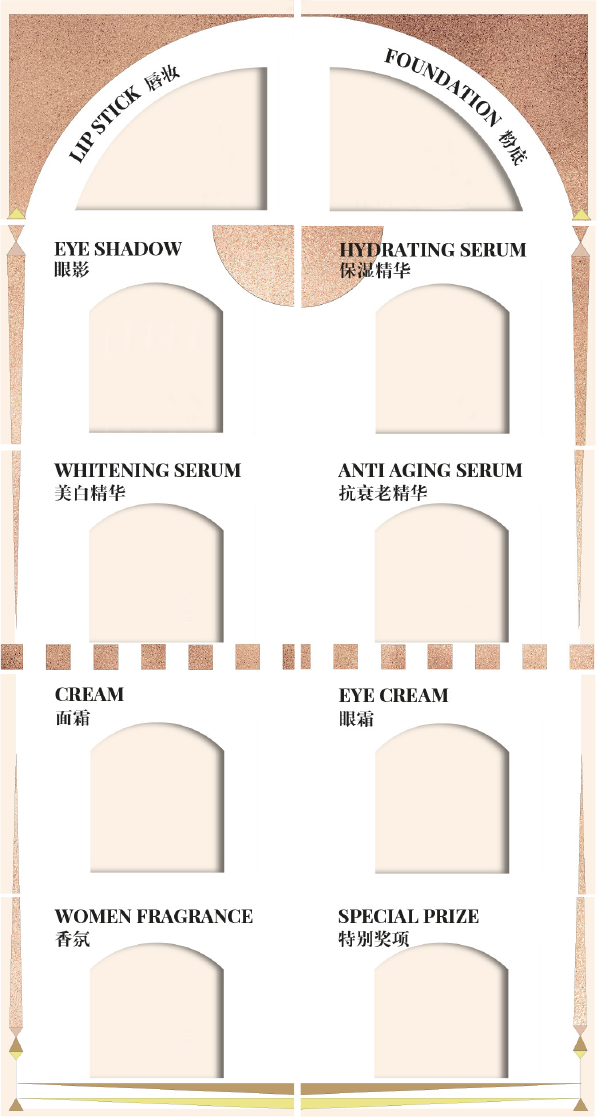 LIPSTICK 唇妆
FOUNDATION 粉底
EYE SHADOW
眼影
HYDRATING SERUM
保湿精华
WHITENING SERUM
美白精华
ANTI AGING SERUM
抗衰老精华
CREAM
面霜
EYE CREAM
眼霜
WOMEN FRAGRANCE
香氛
SPECIAL PRIZE
特别奖项